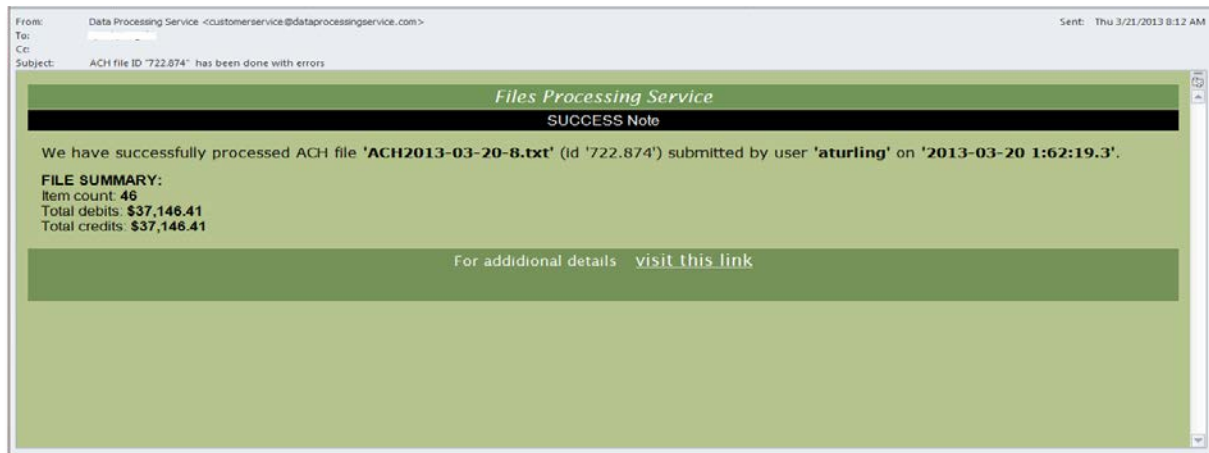 From: Data Processing Service <customerservice@dataprocessingservice.com> Sent: Thu 3/21/2013 8:12 AM
To:
Cc:
Subject: ACH file ID "722.874" has been done with errors
Files Processing Service
SUCCESS Note
We have successfully processed ACH file 'ACH2013-03-20-8.txt' (id '722.874') submitted by user 'aturling' on '2013-03-20 1:62:19.3'.
FILE SUMMARY:
Item count: 46
Total debits: $37,146.41
Total credits: $37,146.41
For addidional details visit this link